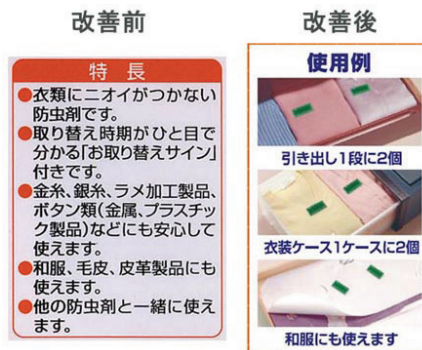 改善前
特 長
●衣類にニオイがつかない
防虫剤です。
●取り替え時期がひと目で
分かる「お取り替えサイン」
付きです。
●金糸、銀糸、ラメ加工製品、
ボタン類(金属、プラスチッ
ク製品)などにも安心して
使えます。
●和服、毛皮、皮革製品にも
使えます。
●他の防虫剤と一緒に使え
ます。
改善後
使用例
引き出し1段に2個
衣装ケース1ケースに2個
和服にも使えます